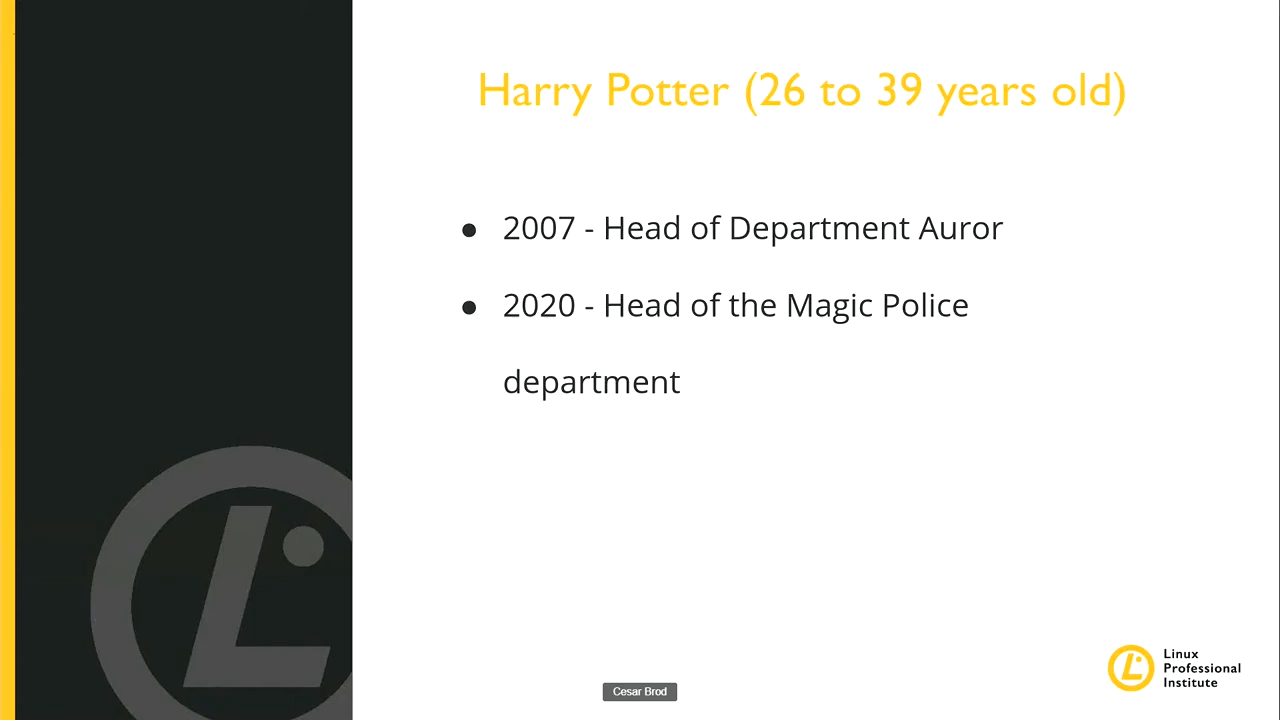 Harry Potter (26 to 39 years old)
● 2007 - Head of Department Auror
● 2020 - Head of the Magic Police
department
Cesar Brod
Linux
Professional
Institute